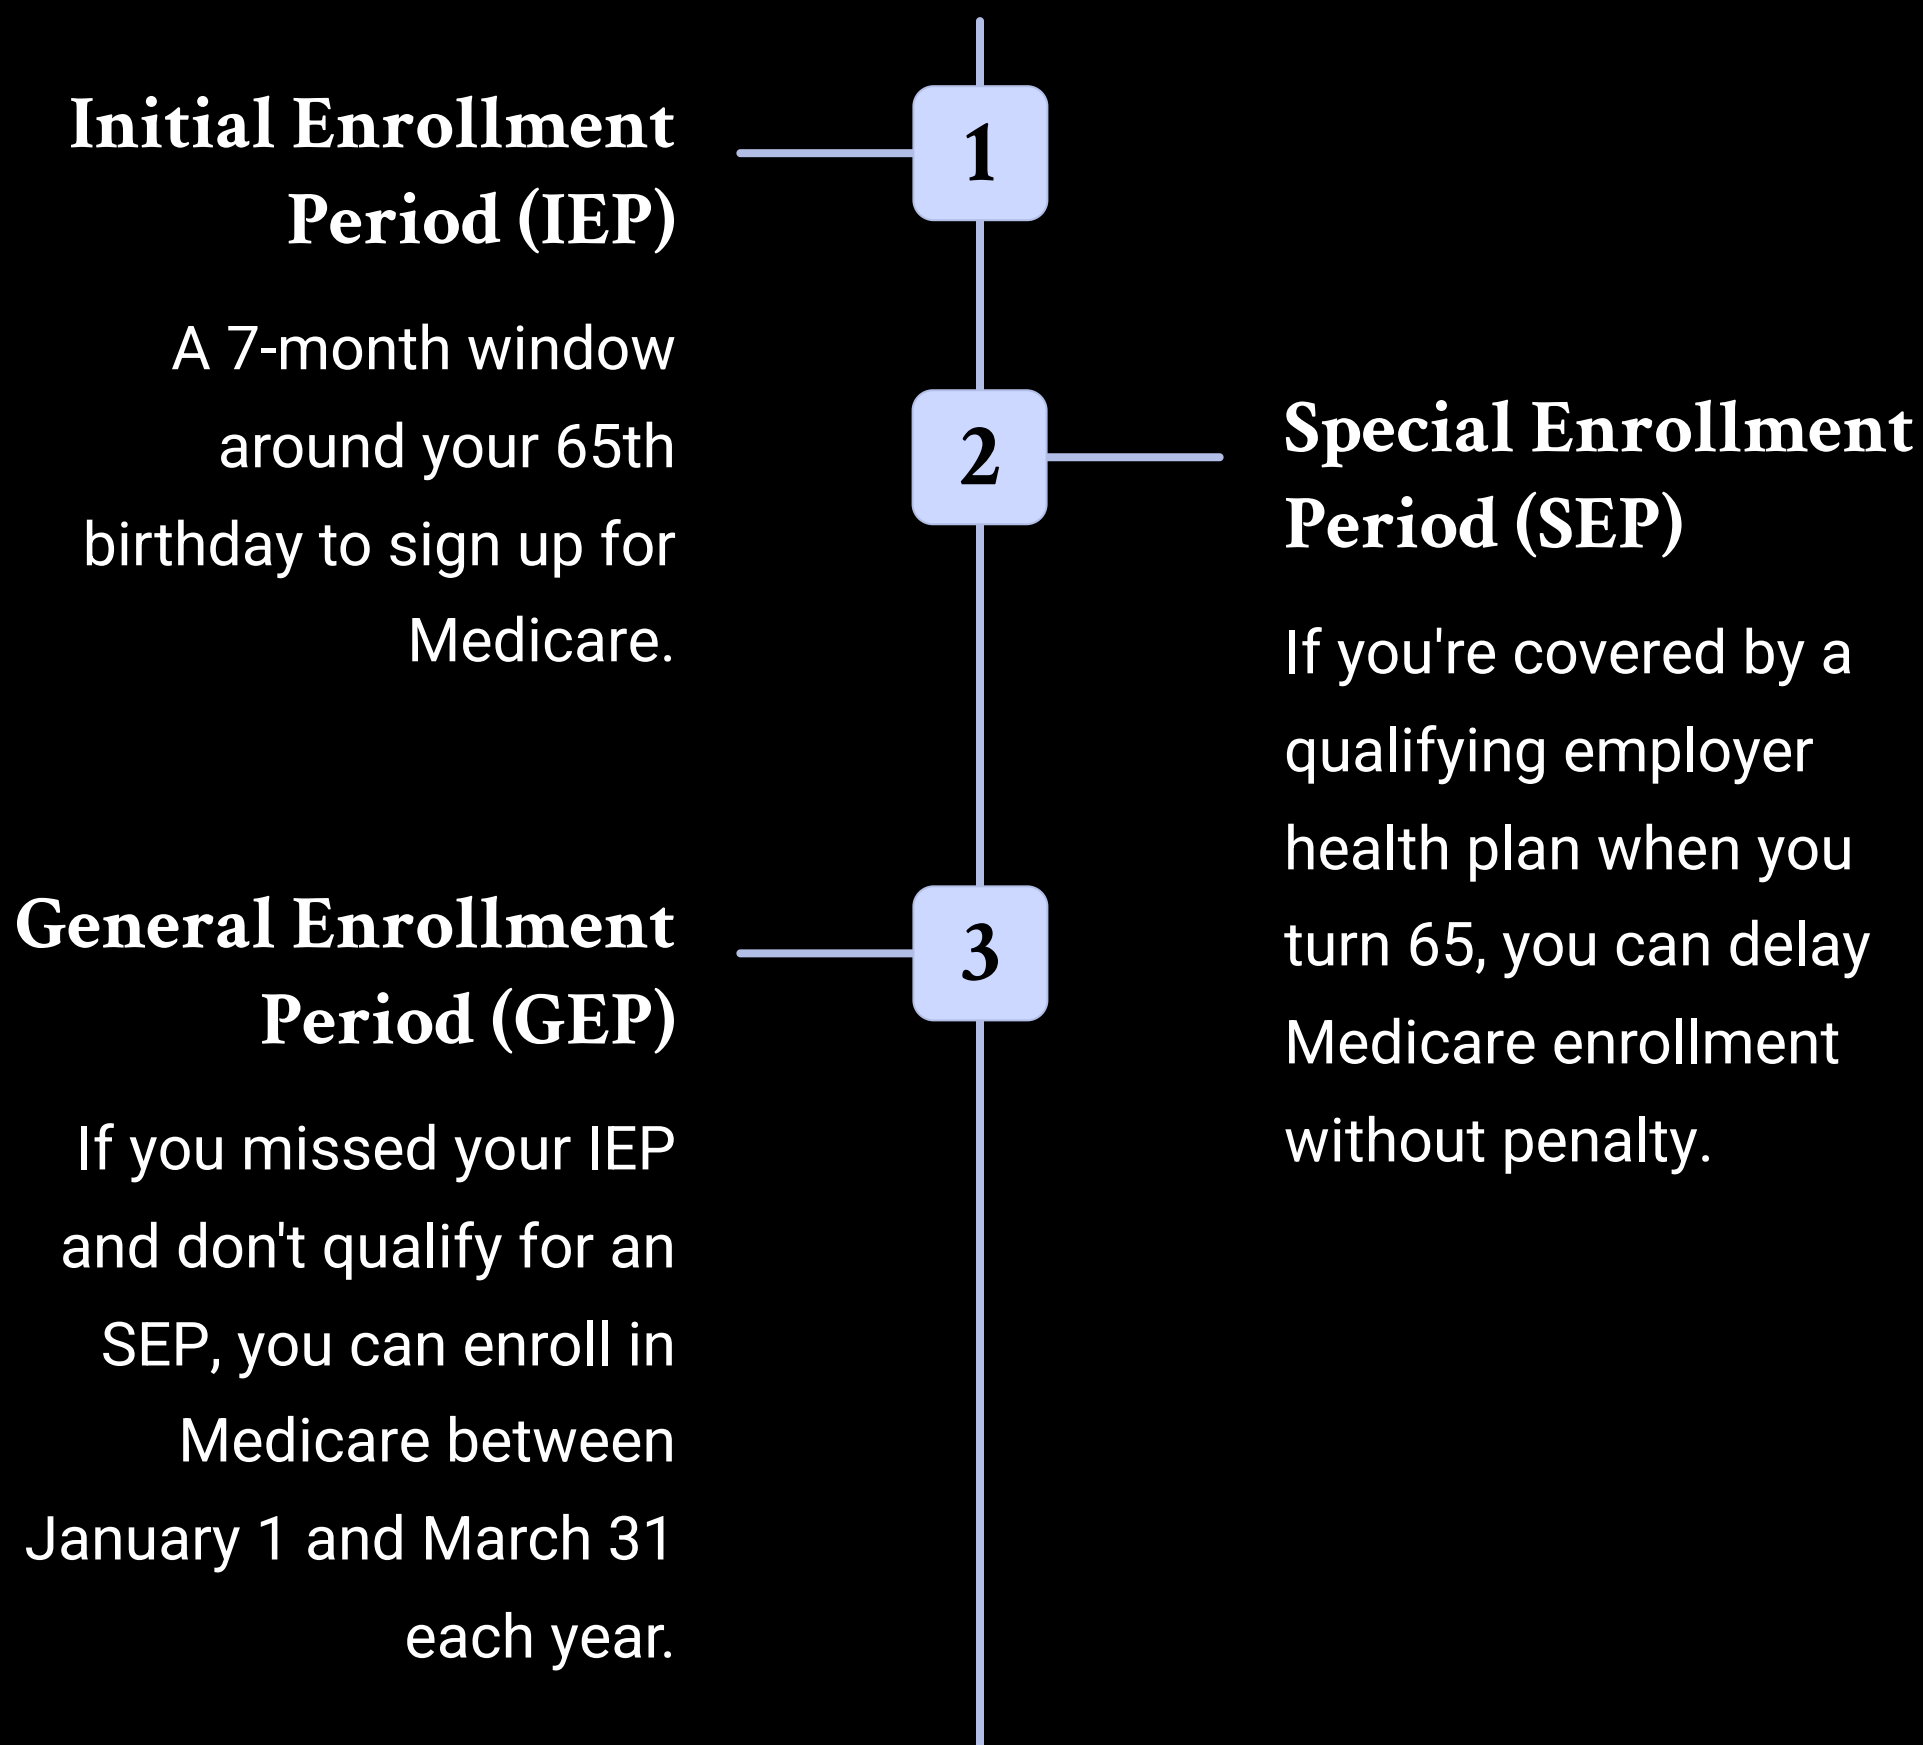 1
Initial Enrollment
Period (IEP)
A 7-month window
around your 65th
birthday to sign up for
Medicare.
2
Special Enrollment
Period (SEP)
If you're covered by a
qualifying employer
health plan when you
turn 65, you can delay
Medicare enrollment
without penalty.
3
General Enrollment
Period (GEP)
If you missed your IEP
and don't qualify for an
SEP, you can enroll in
Medicare between
January 1 and March 31
each year.